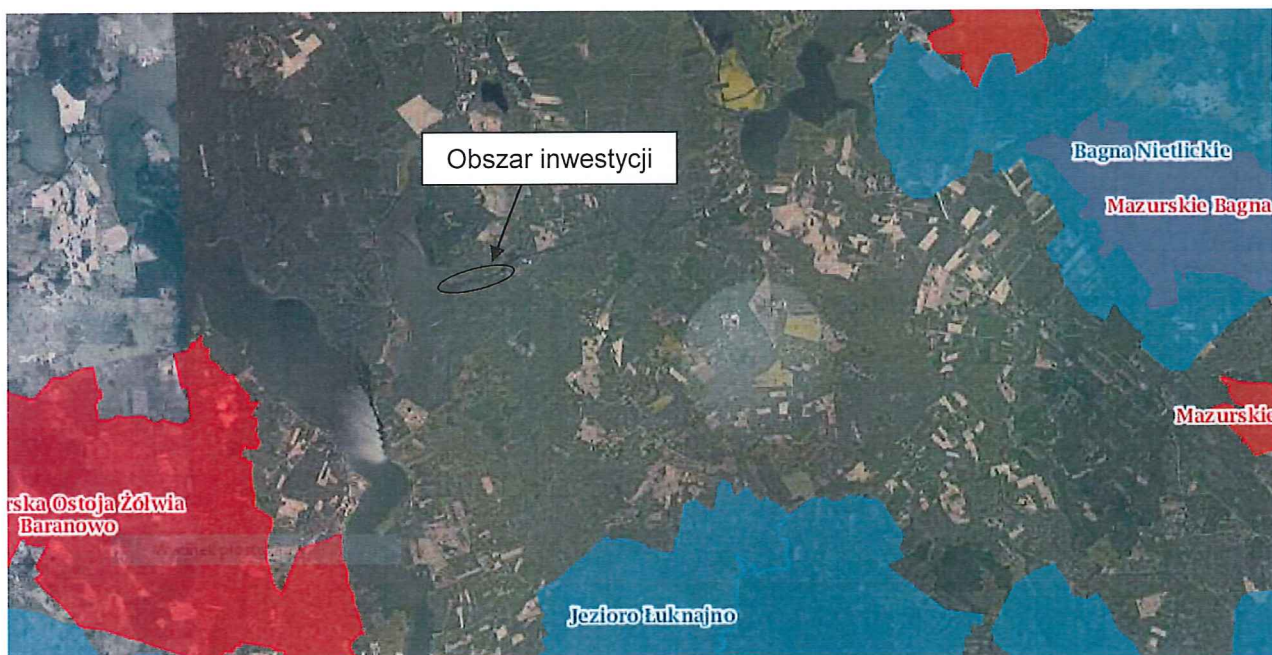 Obszar inwestycji
Bagna Nietlickie
Mazurskie Bagna
Mazurskie
rska Ostoja Żółwia
Baranowo
Jezioro Łuknajno